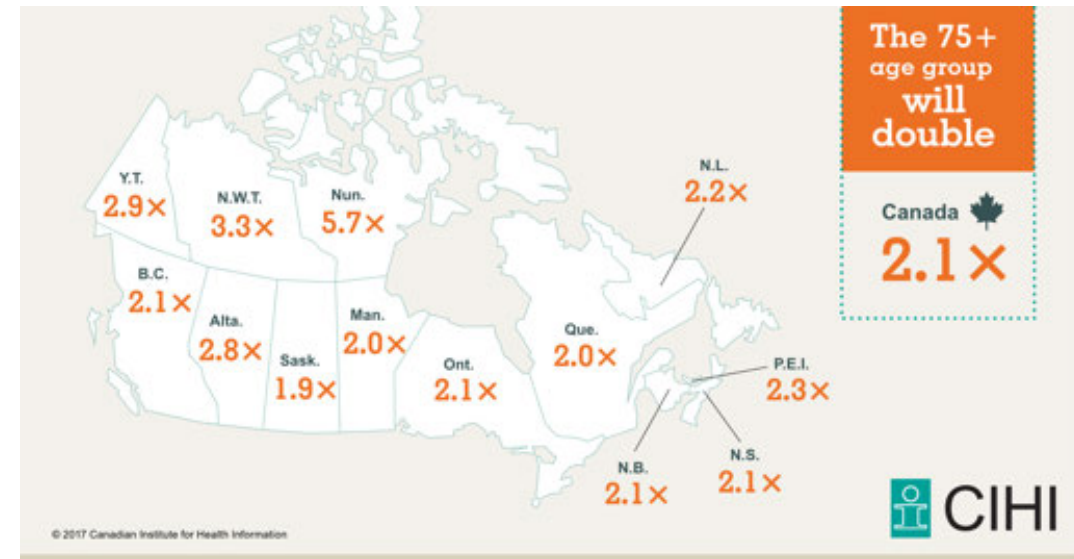 The 75+
age group
will
double
Canada
2.1×
Y.T.
2.9×
N.W.T.
3.3×
Nun.
5.7×
N.L.
2.2×
B.C.
2.1×
Alta.
2.8×
Sask.
1.9×
Man.
2.0×
Ont.
2.1×
Que.
2.0×
P.E.I.
2.3×
N.B.
2.1×
N.S.
2.1×
© 2017 Canadian Institute for Health Information
CIHI